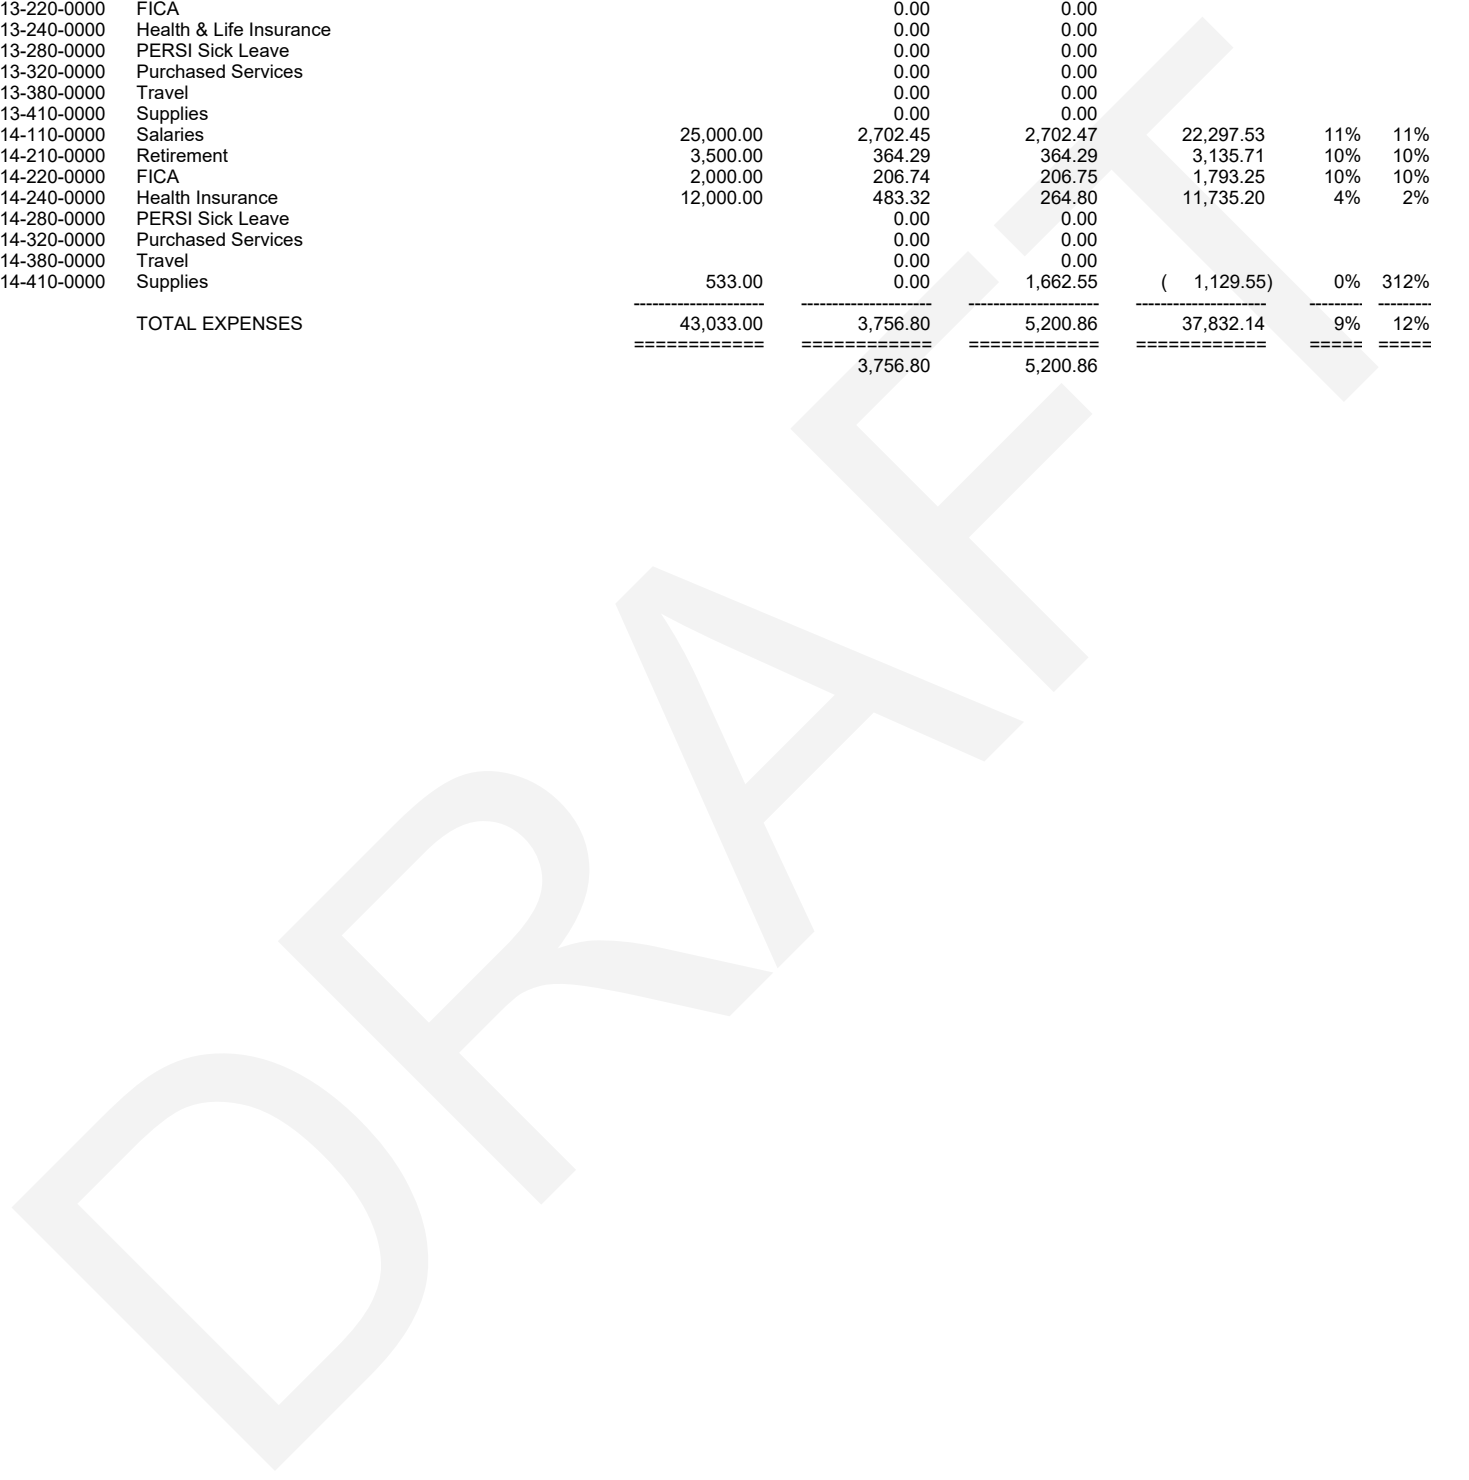 13-220-0000 FICA 0.00 0.00
13-240-0000 Health & Life Insurance 0.00 0.00
13-280-0000 PERSI Sick Leave 0.00 0.00
13-320-0000 Purchased Services 0.00 0.00
13-380-0000 Travel 0.00 0.00
13-410-0000 Supplies 0.00 0.00
14-110-0000 Salaries 25,000.00 2,702.45 2,702.47 22,297.53 11% 11%
14-210-0000 Retirement 3,500.00 364.29 364.29 3,135.71 10% 10%
14-220-0000 FICA 2,000.00 206.74 206.75 1,793.25 10% 10%
14-240-0000 Health Insurance 12,000.00 483.32 264.80 11,735.20 4% 2%
14-280-0000 PERSI Sick Leave 0.00 0.00
14-320-0000 Purchased Services 0.00 0.00
14-380-0000 Travel 0.00 0.00
14-410-0000 Supplies 533.00 0.00 1,662.55 ( 1,129.55) 0% 312%
--------------------- --------------------- --------------------- --------------------- -------- --------
TOTAL EXPENSES 43,033.00 3,756.80 5,200.86 37,832.14 9% 12%
============ ============ ============ ============ ===== =====
3,756.80 5,200.86
DRAFT